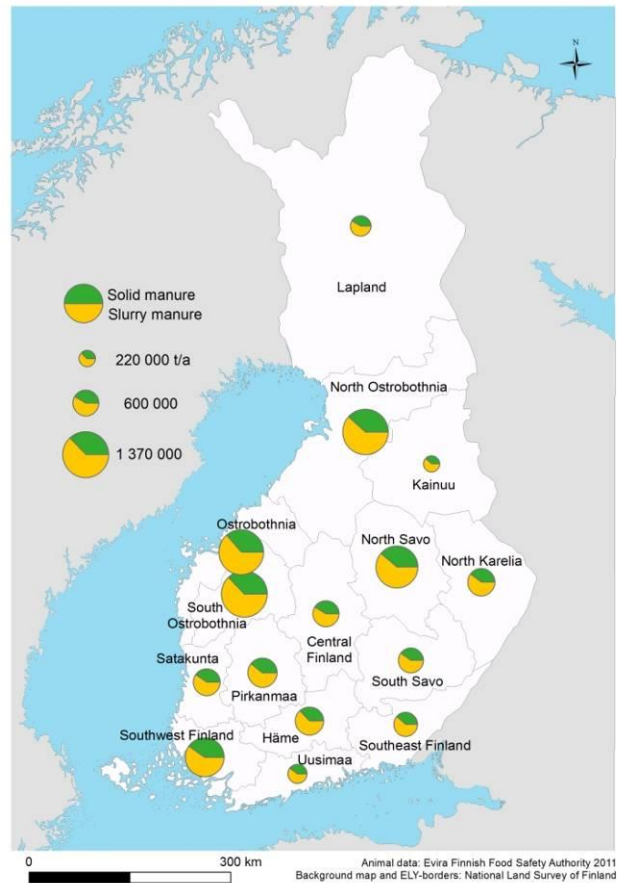 N
Lapland
Solid manure
Slurry manure
220 000 t/a
600 000
1 370 000
North Ostrobothnia
Kainuu
Ostrobothnia
North Savo
North Karelia
South
Ostrobothnia
Central
Finland
Satakunta
South Savo
Pirkanmaa
Häme
Southwest Finland
Southeast Finland
Uusimaa
0
300 km
Animal data: Evira Finnish Food Safety Authority 2011
Background map and ELY-borders: National Land Survey of Finland